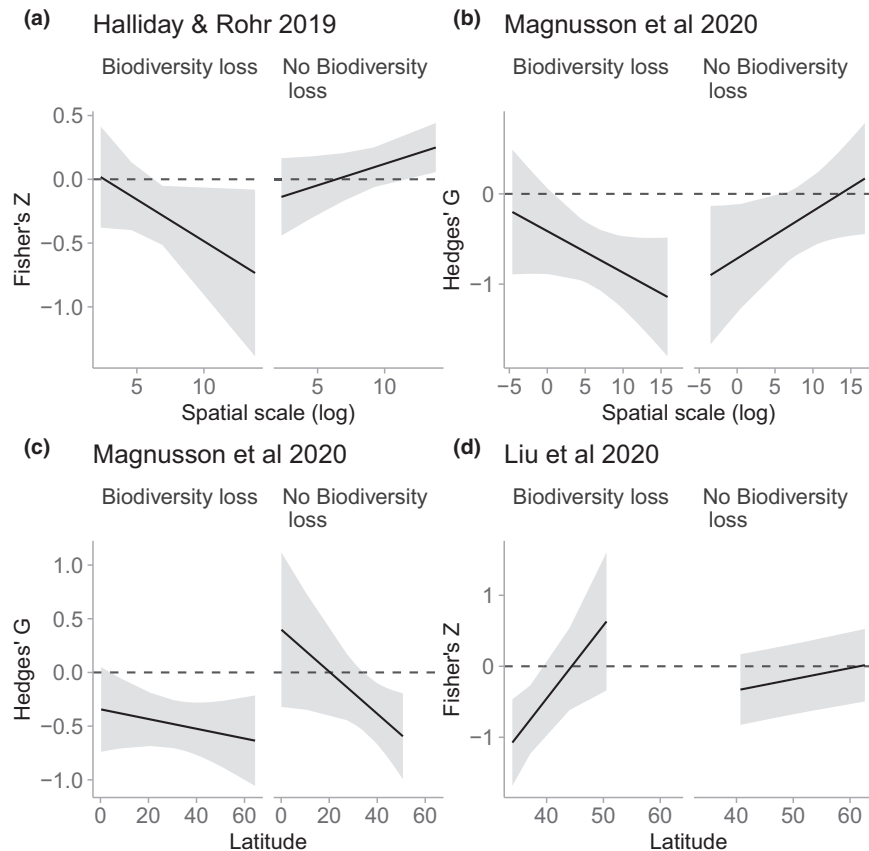 (a) Halliday & Rohr 2019
Biodiversity loss
No Biodiversity
loss
Fisher's Z
0.5
0.0
−0.5
−1.0
5 10
5 10
Spatial scale (log)
(b) Magnusson et al 2020
Biodiversity loss
No Biodiversity
loss
Hedges' G
0
−1
−5 0 5 10 15
−5 0 5 10 15
Spatial scale (log)
(c) Magnusson et al 2020
Biodiversity loss
No Biodiversity
loss
Hedges' G
1.0
0.5
0.0
−0.5
−1.0
0 20 40 60
0 20 40 60
Latitude
(d) Liu et al 2020
Biodiversity loss
No Biodiversity
loss
Fisher's Z
1
0
−1
40 50 60
40 50 60
Latitude